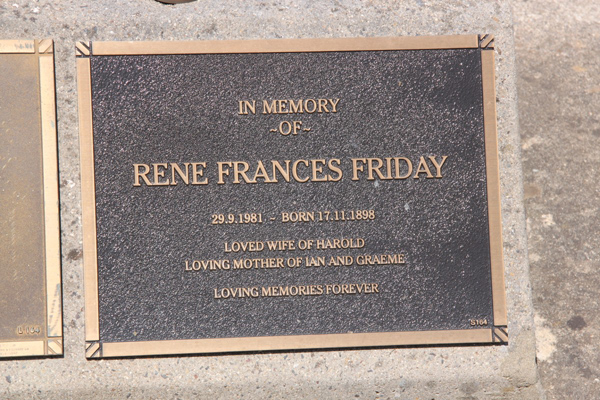 IN MEMORY
~OF~
RENE FRANCES FRIDAY
29.9.1981 - BORN 17.11.1898
LOVED WIFE OF HAROLD
LOVING MOTHER OF IAN AND GRAEME
LOVING MEMORIES FOREVER
S164